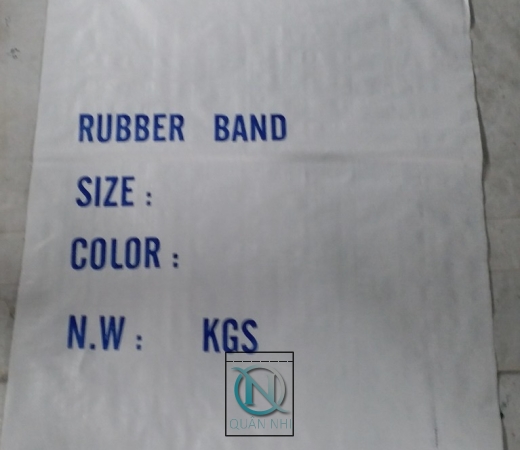 RUBBER BAND
SIZE :
COLOR :
N.W : KGS
QUAN NHI